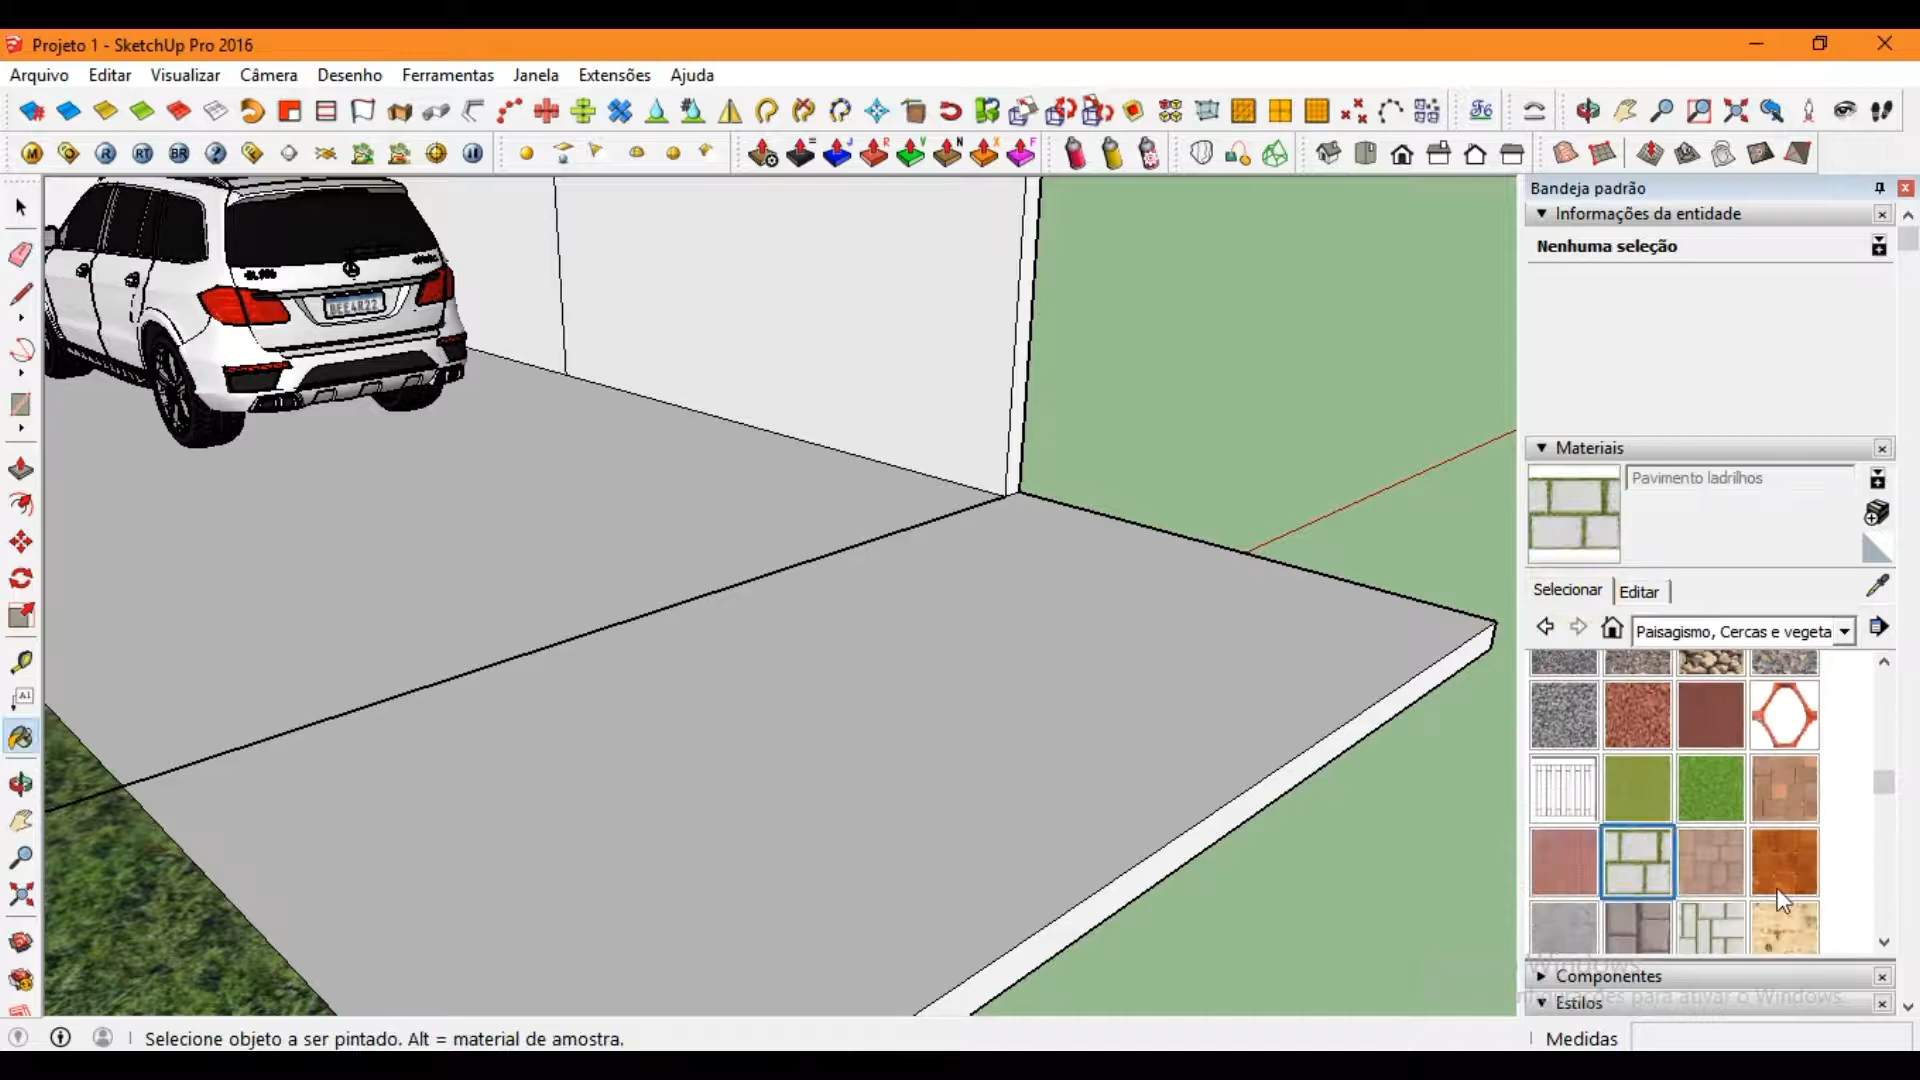 Projeto 1 - SketchUp Pro 2016
Arquivo Editar Visualizar Câmera Desenho Ferramentas Janela Extensões Ajuda
Bandeja padrão
Informações da entidade
Nenhuma seleção
Materiais
Pavimento ladrilhos
Selecionar Editar
Paisagismo, Cercas e vegeta
Componentes
Estilos
Selecione objeto a ser pintado. Alt = material de amostra.
Medidas